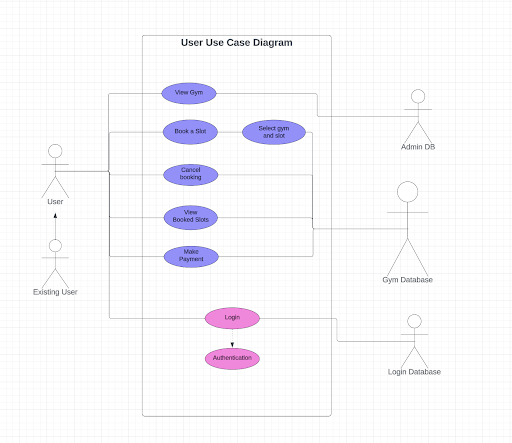 User Use Case Diagram
View Gym
Book a Slot
Select gym
and slot
Admin DB
Cancel
booking
User
View
Booked Slots
Make
Payment
Gym Database
Existing User
Login
Authentication
Login Database